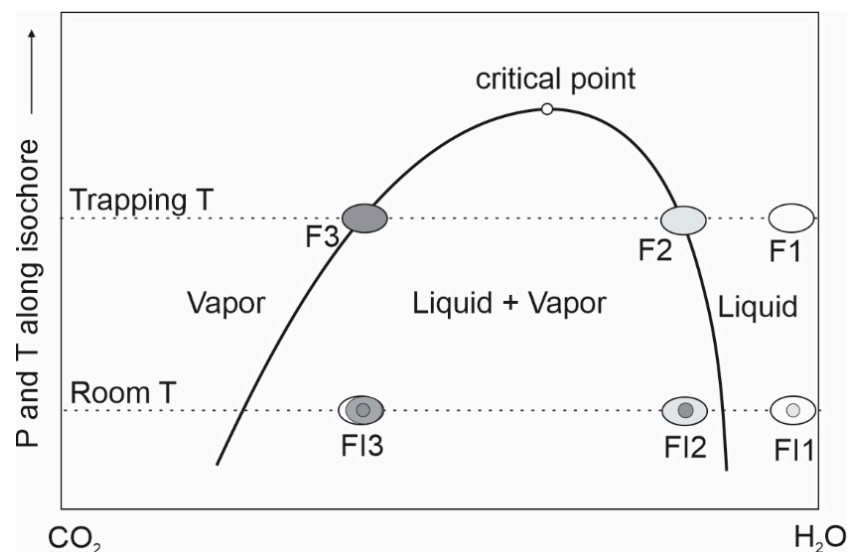 critical point
P and T along isochore
Trapping T
F3
F2
F1
Vapor
Liquid + Vapor
Liquid
Room T
FI3
FI2
FI1
CO₂
H₂O